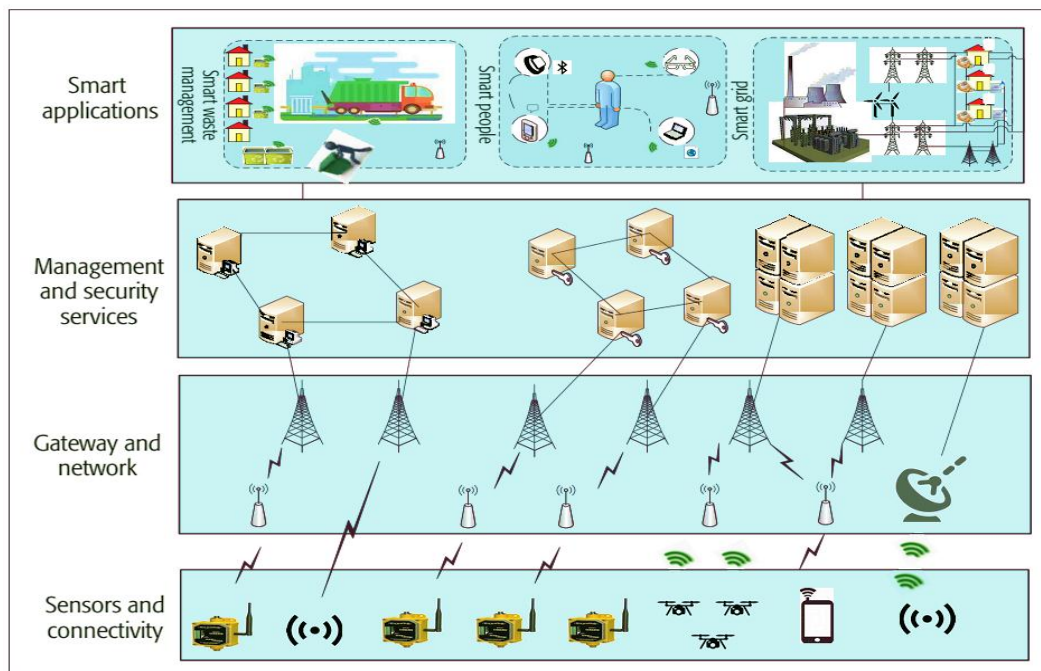 Smart
applications
Smart waste
management
Smart people
Smart grid
Management
and security
services
Gateway and
network
Sensors and
connectivity